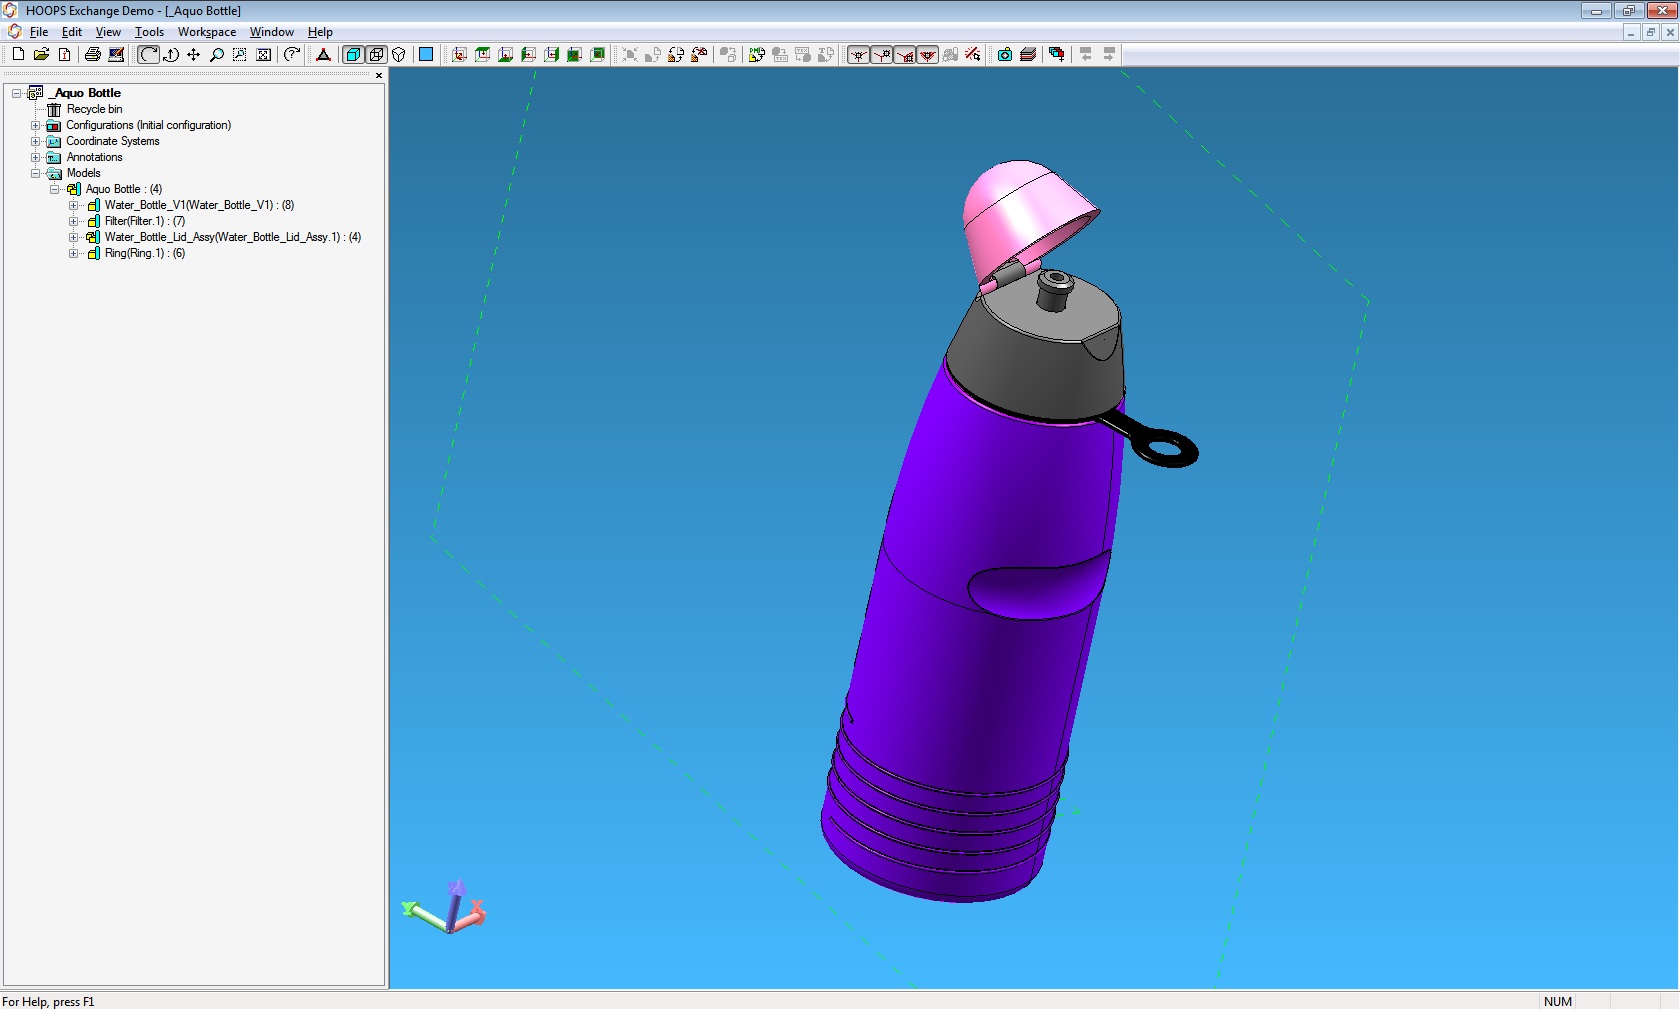 HOOPS Exchange Demo - [_Aquo Bottle]
File Edit View Tools Workspace Window Help
_Aquo Bottle
Recycle bin
Configurations (Initial configuration)
Coordinate Systems
Annotations
Models
Aquo Bottle : (4)
Water_Bottle_V1(Water_Bottle_V1) : (8)
Filter(Filter.1) : (7)
Water_Bottle_Lid_Assy(Water_Bottle_Lid_Assy.1) : (4)
Ring(Ring.1) : (6)
Y X
For Help, press F1
NUM